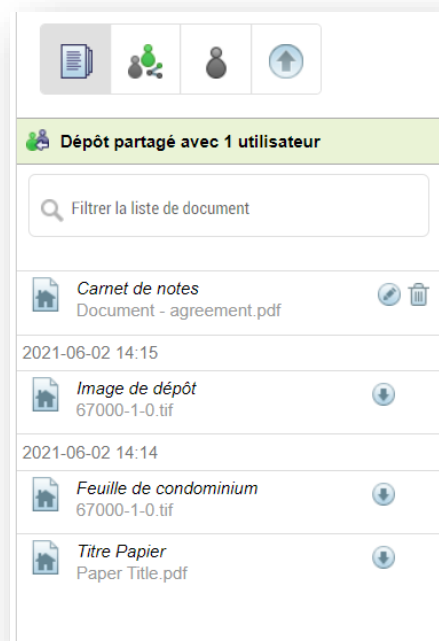 Dépôt partagé avec 1 utilisateur
Filtrer la liste de document
Carnet de notes
Document - agreement.pdf
2021-06-02 14:15
Image de dépôt
67000-1-0.tif
2021-06-02 14:14
Feuille de condominium
67000-1-0.tif
Titre Papier
Paper Title.pdf